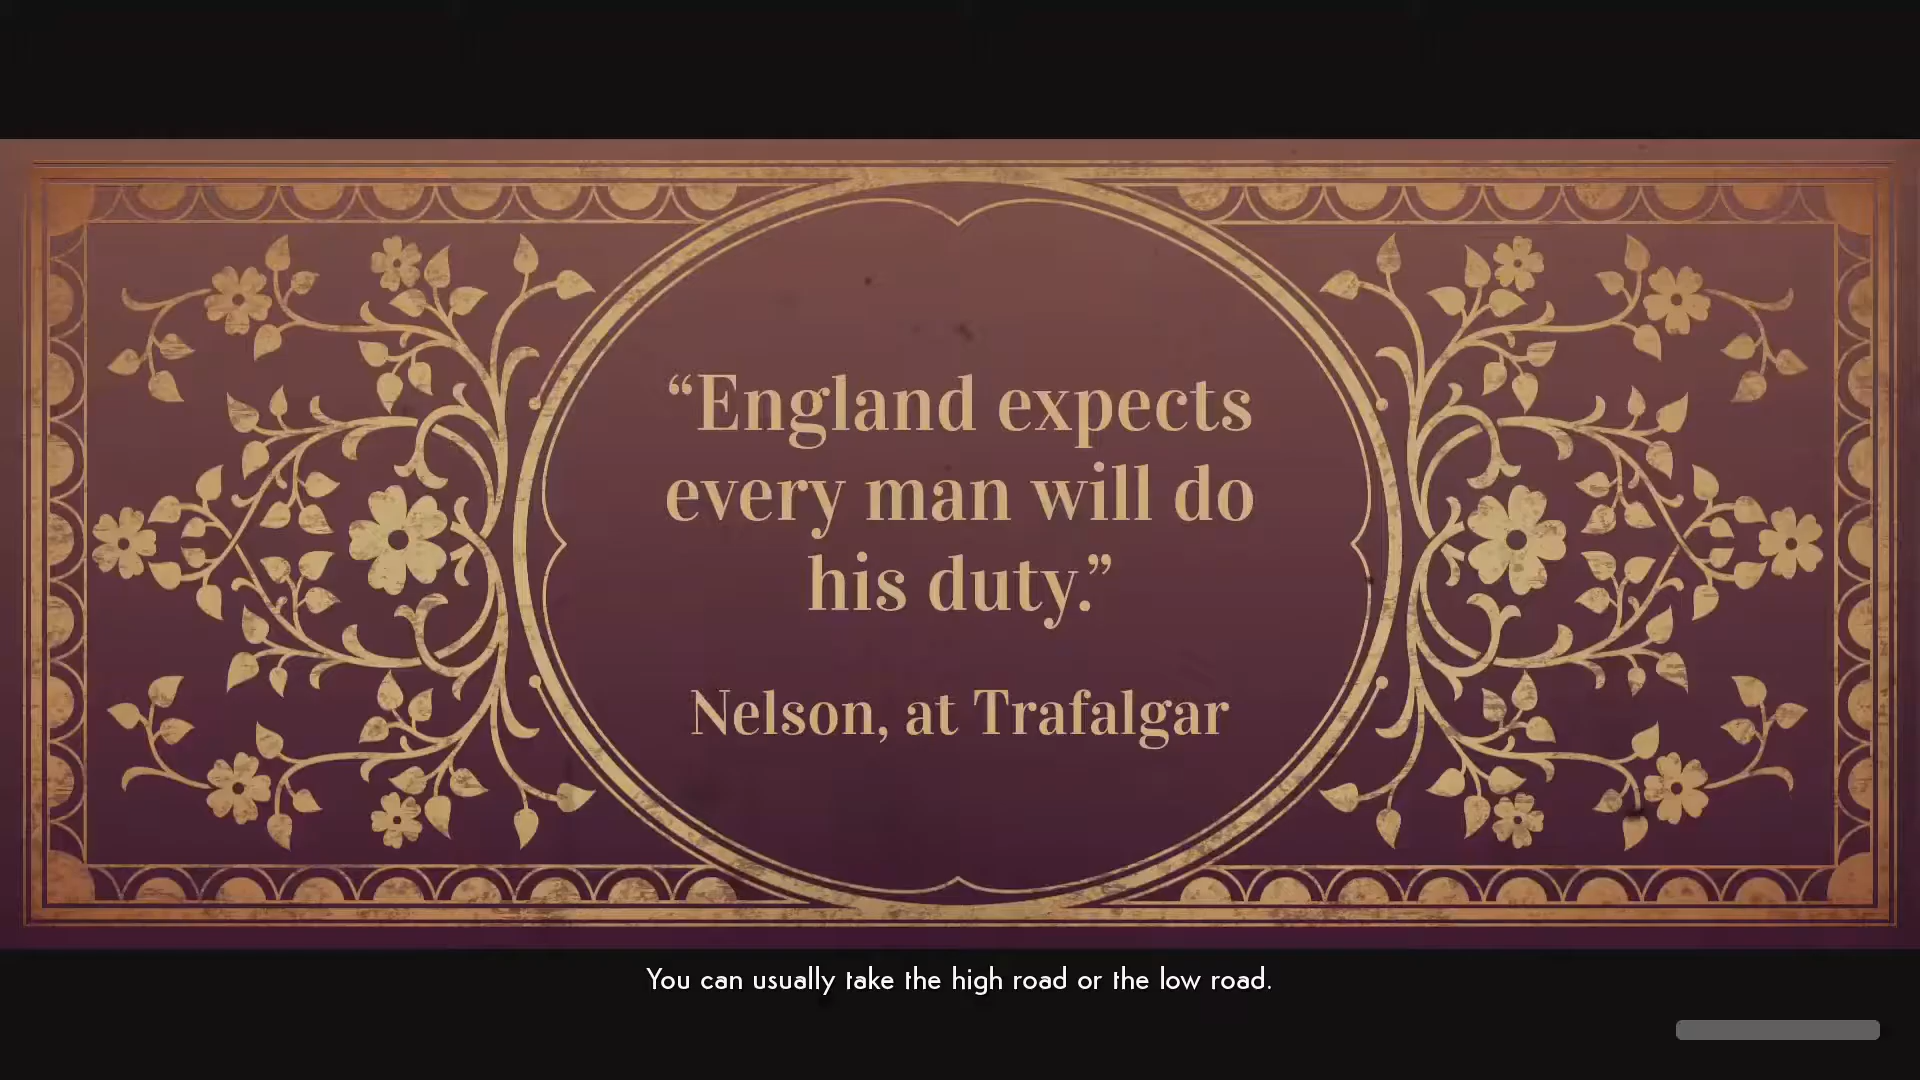 “England expects
every man will do
his duty.”
Nelson, at Trafalgar
You can usually take the high road or the low road.